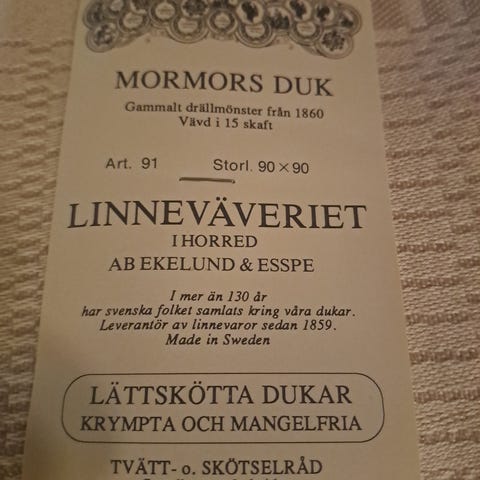 MORMORS DUK
Gammalt drällmönster från 1860
Vävd i 15 skaft
Art. 91 Storl. 90×90
LINNEVÄVERIET
I HORRED
AB EKELUND & ESSPE
I mer än 130 år
har svenska folket samlats kring våra dukar.
Leverantör av linnevaror sedan 1859.
Made in Sweden
LÄTTSKÖTTA DUKAR
KRYMPTA OCH MANGELFRIA
TVÄTT- o. SKÖTSELRÅD